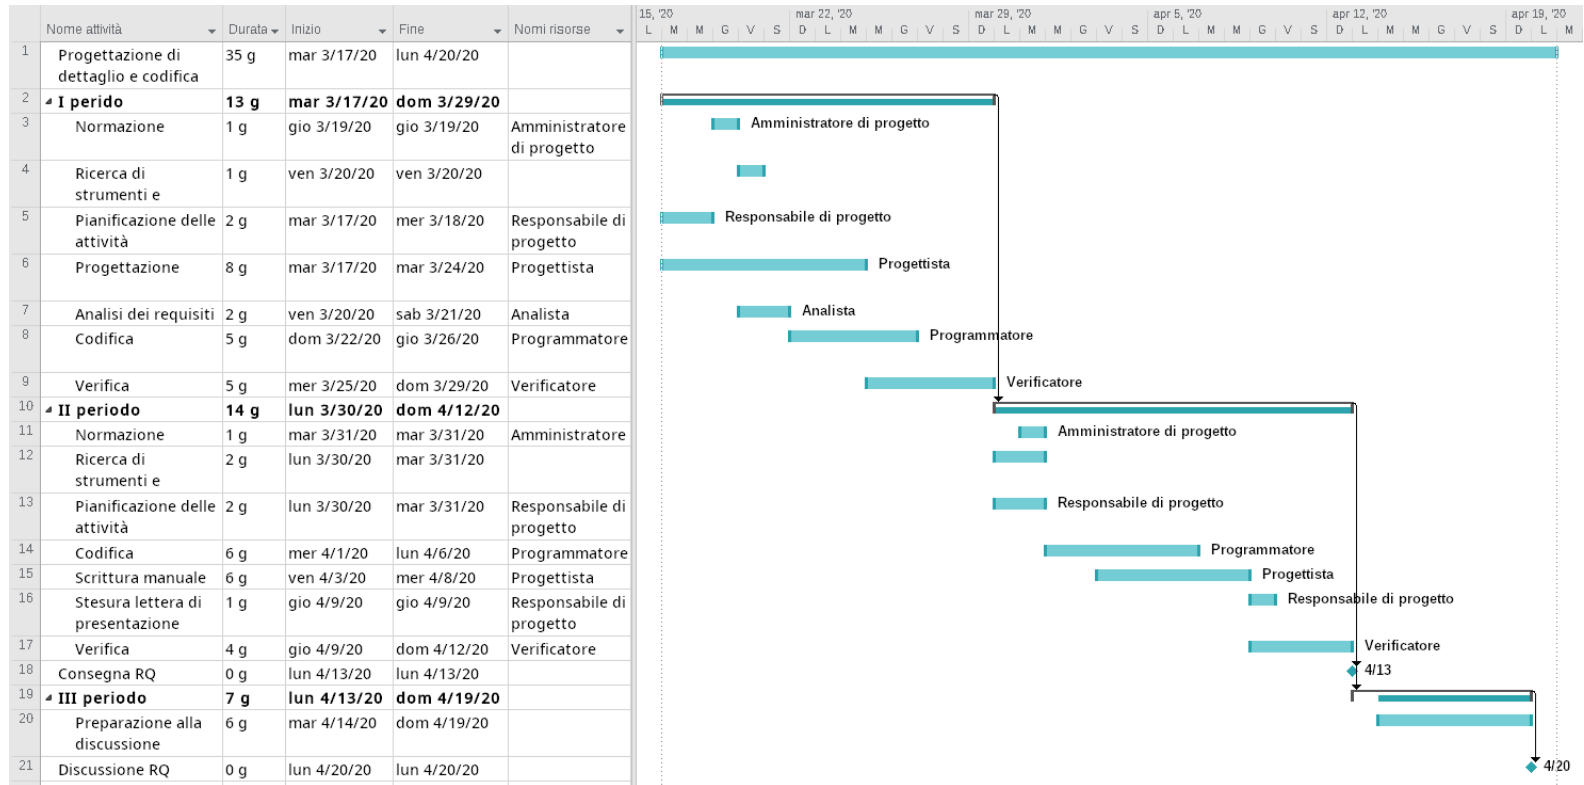 15, '20 mar 22, '20 mar 29, '20 apr 5, '20 apr 12, '20 apr 19, '20
Nome attività Durata Inizio Fine Nomi risorse L M M G V S D L M M G V S D L M M G V S D L M M G V S D L M M G V S D L M
1 Progettazione di 35 g mar 3/17/20 lun 4/20/20
dettaglio e codifica
2 I perido 13 g mar 3/17/20 dom 3/29/20
3 Normazione 1 g gio 3/19/20 gio 3/19/20 Amministratore Amministratore di progetto
di progetto
4 Ricerca di 1 g ven 3/20/20 ven 3/20/20
strumenti e
5 Pianificazione delle 2 g mar 3/17/20 mer 3/18/20 Responsabile di Responsabile di progetto
attività progetto
6 Progettazione 8 g mar 3/17/20 mar 3/24/20 Progettista Progettista
7 Analisi dei requisiti 2 g ven 3/20/20 sab 3/21/20 Analista Analista
8 Codifica 5 g dom 3/22/20 gio 3/26/20 Programmatore Programmatore
9 Verifica 5 g mer 3/25/20 dom 3/29/20 Verificatore Verificatore
10 II periodo 14 g lun 3/30/20 dom 4/12/20
11 Normazione 1 g mar 3/31/20 mar 3/31/20 Amministratore Amministratore di progetto
12 Ricerca di 2 g lun 3/30/20 mar 3/31/20
strumenti e
13 Pianificazione delle 2 g lun 3/30/20 mar 3/31/20 Responsabile di Responsabile di progetto
attività progetto
14 Codifica 6 g mer 4/1/20 lun 4/6/20 Programmatore Programmatore
15 Scrittura manuale 6 g ven 4/3/20 mer 4/8/20 Progettista Progettista
16 Stesura lettera di 1 g gio 4/9/20 gio 4/9/20 Responsabile di Responsabile di progetto
presentazione progetto
17 Verifica 4 g gio 4/9/20 dom 4/12/20 Verificatore Verificatore
18 Consegna RQ 0 g lun 4/13/20 lun 4/13/20 4/13
19 III periodo 7 g lun 4/13/20 dom 4/19/20
20 Preparazione alla 6 g mar 4/14/20 dom 4/19/20
discussione
21 Discussione RQ 0 g lun 4/20/20 lun 4/20/20 4/20